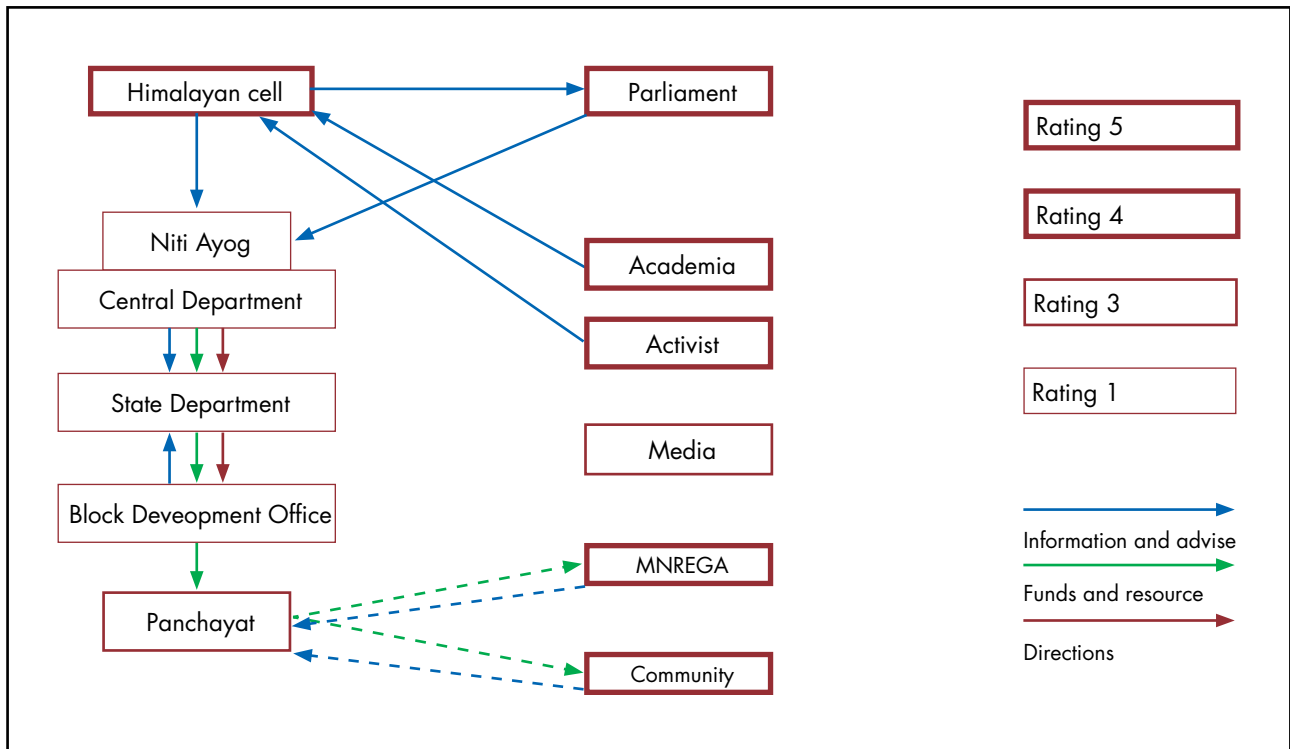 Himalayan cell
Parliament
Rating 5
Rating 4
Niti Ayog
Academia
Central Department
Rating 3
Activist
State Department
Rating 1
Media
Block Deveopment Office
Information and advise
MNREGA
Funds and resource
Panchayat
Directions
Community